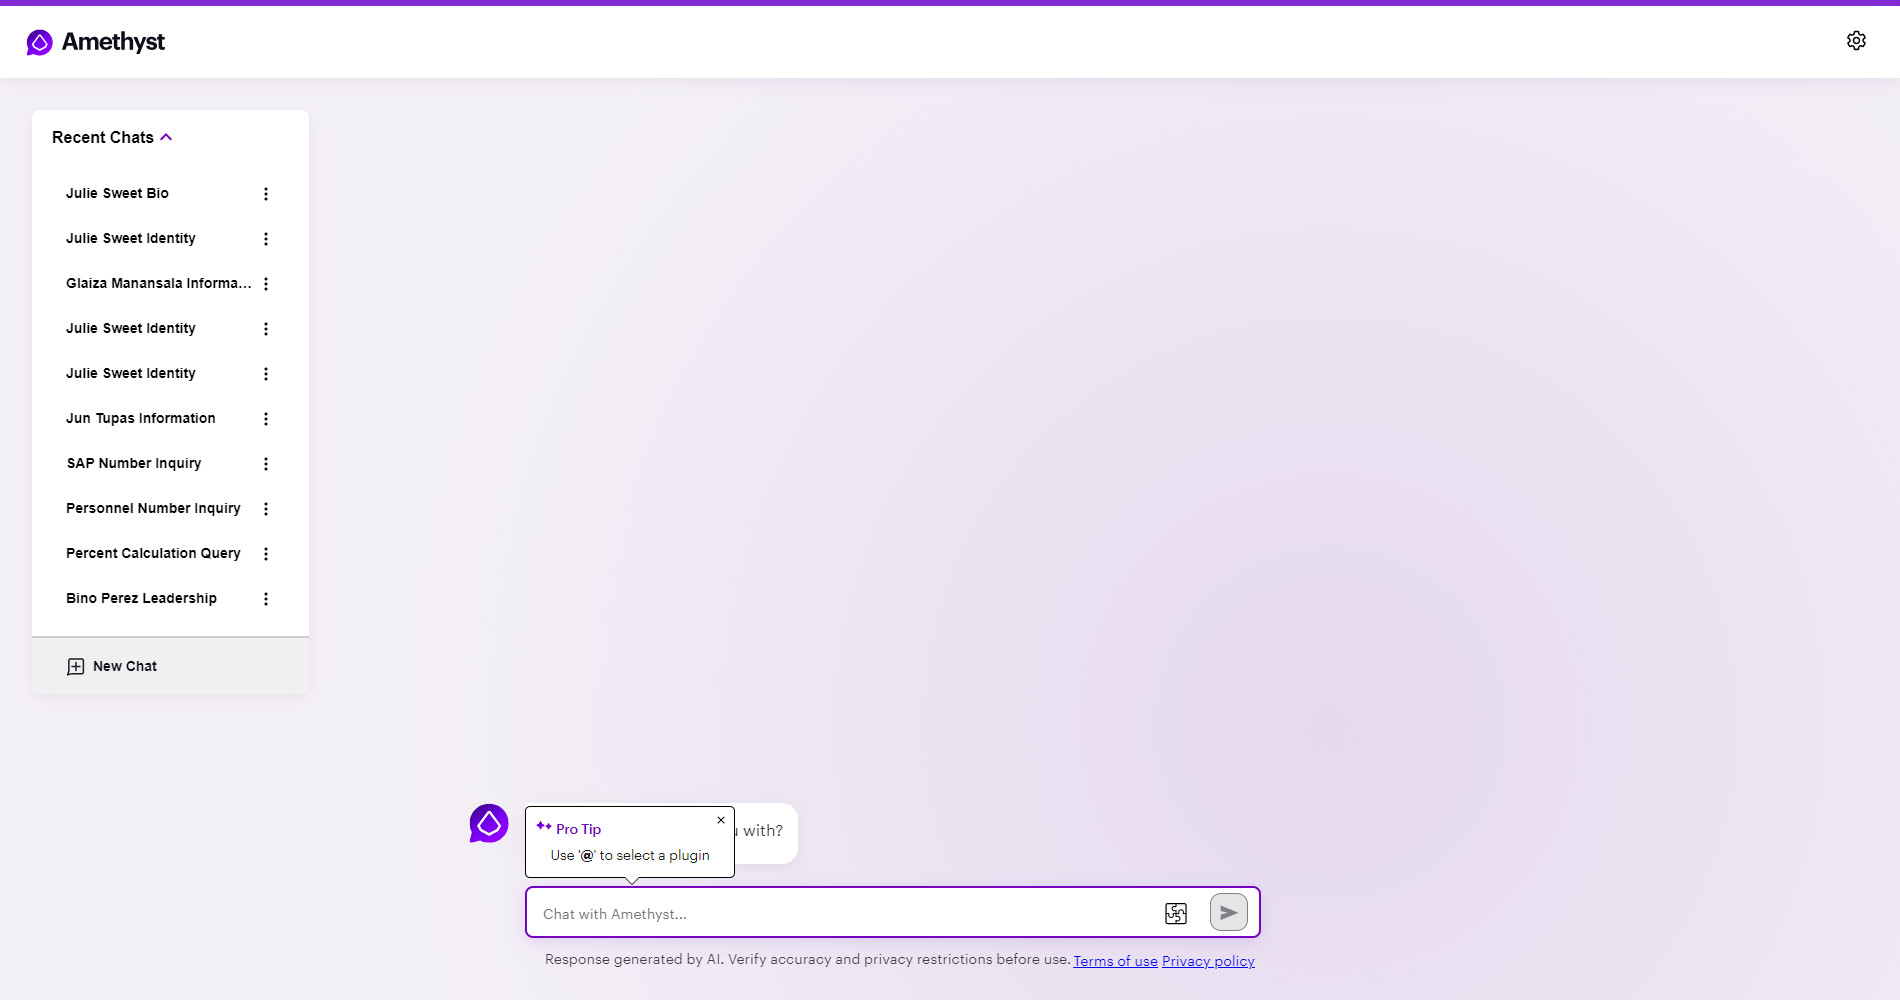 Amethyst
Recent Chats
Julie Sweet Bio
Julie Sweet Identity
Glaiza Manansala Informa...
Julie Sweet Identity
Julie Sweet Identity
Jun Tupas Information
SAP Number Inquiry
Personnel Number Inquiry
Percent Calculation Query
Bino Perez Leadership
New Chat
with?
Pro Tip
Use '@' to select a plugin
Chat with Amethyst...
Response generated by AI. Verify accuracy and privacy restrictions before use. Terms of use Privacy policy